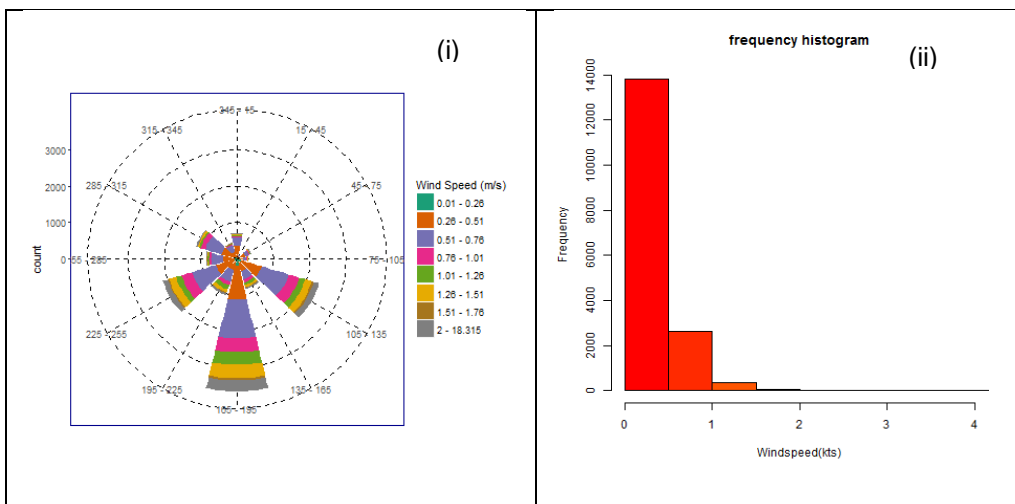 (i)
345 - 15
315 - 345
15 - 45
285 - 315
45 - 75
55 - 285
75 - 105
225 - 255
105 - 135
195 - 225
135 - 165
165 - 195
3000
2000
1000
0
count
Wind Speed (m/s)
0.01 - 0.26
0.26 - 0.51
0.51 - 0.76
0.76 - 1.01
1.01 - 1.26
1.26 - 1.51
1.51 - 1.76
2 - 18.315
frequency histogram
(ii)
14000
12000
10000
8000
6000
4000
2000
0
Frequency
0 1 2 3 4
Windspeed(kts)